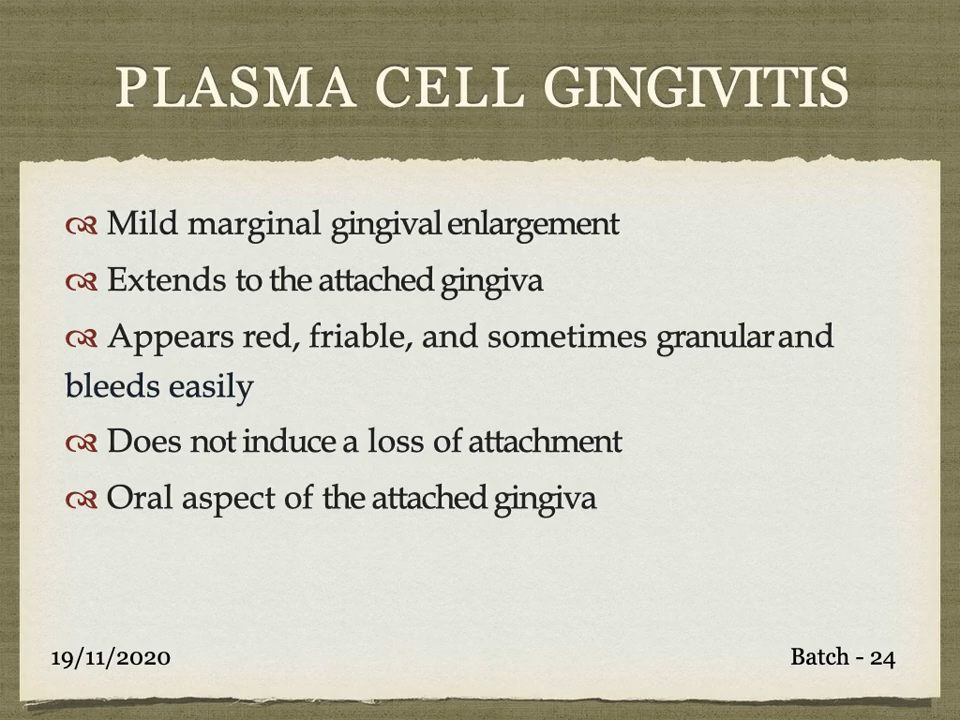 PLASMA CELL GINGIVITIS
Mild marginal gingival enlargement
Extends to the attached gingiva
Appears red, friable, and sometimes granular and
bleeds easily
Does not induce a loss of attachment
Oral aspect of the attached gingiva
19/11/2020
Batch - 24